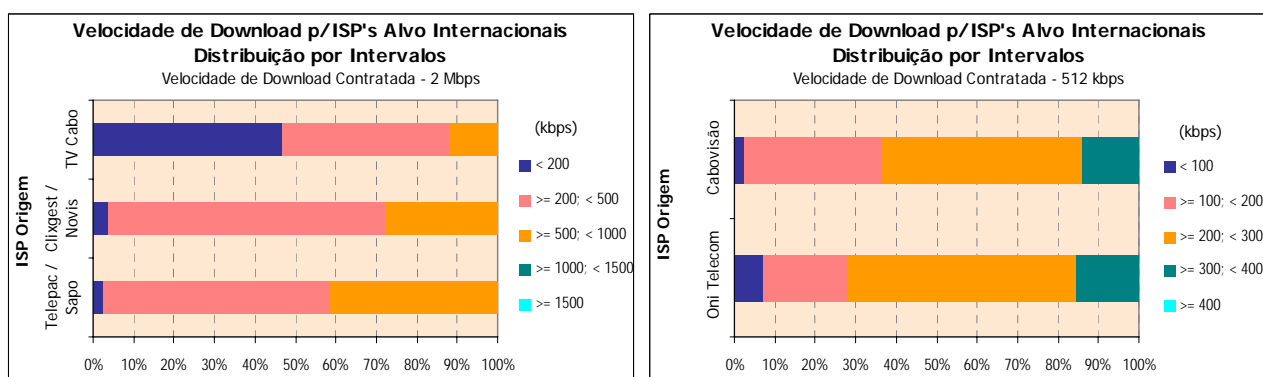 Velocidade de Download p/ISP's Alvo Internacionais
Distribuição por Intervalos
Velocidade de Download Contratada - 2 Mbps
ISP Origem
TV Cabo
Clixgest /
Novis
Telepac /
Sapo
0% 10% 20% 30% 40% 50% 60% 70% 80% 90% 100%
(kbps)
< 200
>= 200; < 500
>= 500; < 1000
>= 1000; < 1500
>= 1500
Velocidade de Download p/ISP's Alvo Internacionais
Distribuição por Intervalos
Velocidade de Download Contratada - 512 kbps
ISP Origem
Cabovisão
Oni Telecom
0% 10% 20% 30% 40% 50% 60% 70% 80% 90% 100%
(kbps)
< 100
>= 100; < 200
>= 200; < 300
>= 300; < 400
>= 400